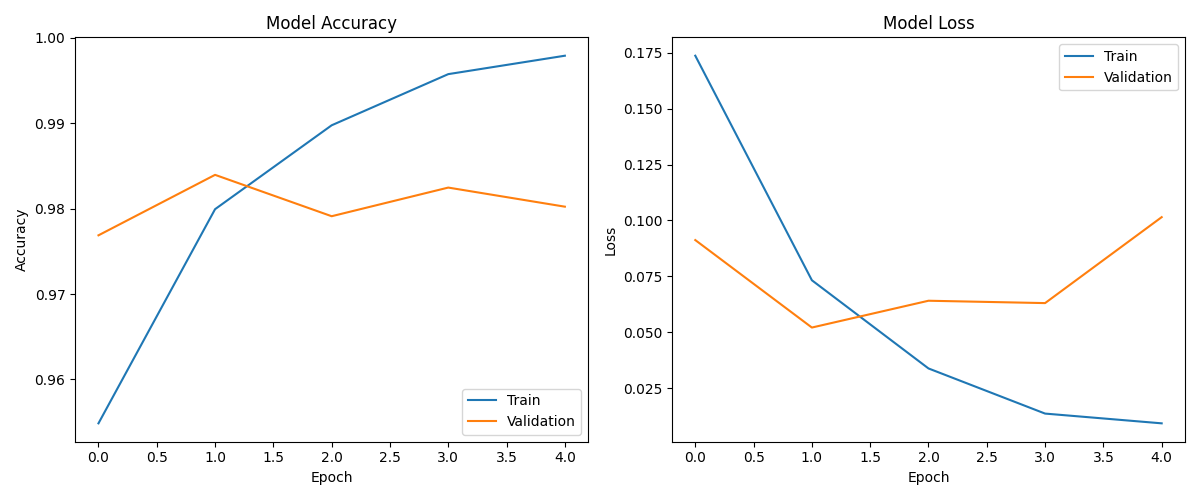 Model Accuracy
1.00
0.99
0.98
0.97
0.96
Accuracy
Train
Validation
0.0 0.5 1.0 1.5 2.0 2.5 3.0 3.5 4.0
Epoch
Model Loss
0.175
0.150
0.125
0.100
0.075
0.050
0.025
Loss
Train
Validation
0.0 0.5 1.0 1.5 2.0 2.5 3.0 3.5 4.0
Epoch